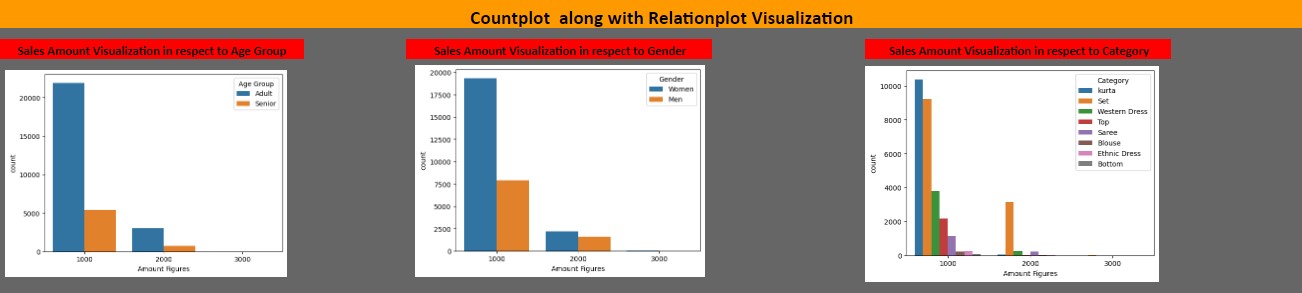 Countplot along with Relationplot Visualization
Sales Amount Visualization in respect to Age Group
Sales Amount Visualization in respect to Gender
Sales Amount Visualization in respect to Category
Age Group
Adult
Senior
20000
15000
10000
5000
0
count
1000
2000
3000
Amount Figures
Gender
Women
Men
20000
17500
15000
12500
10000
7500
5000
2500
0
count
1000
2000
3000
Amount Figures
Category
kurta
Set
Western Dress
Top
Saree
Blouse
Ethnic Dress
Bottom
10000
8000
6000
4000
2000
0
count
1000
2000
3000
Amount Figures